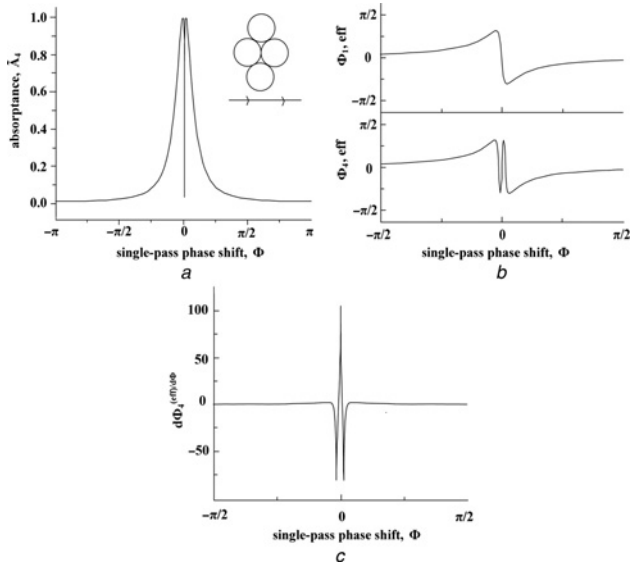 absorptance, Ā₄
1.0
0.8
0.6
0.4
0.2
0.0
−π
−π/2
0
π/2
π
single-pass phase shift, Φ
a
Φ₁, eff
π/2
0
−π/2
Φ₄, eff
π/2
0
−π/2
−π/2
0
π/2
single-pass phase shift, Φ
b
dΦ₄⁽ᵉᶠᶠ⁾/dΦ
100
50
0
−50
−π/2
0
π/2
single-pass phase shift, Φ
c